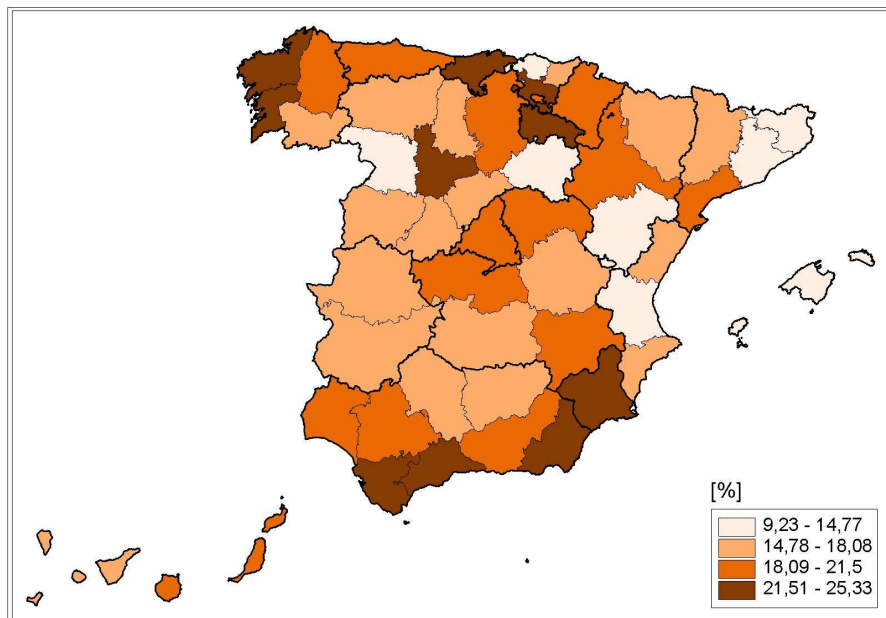 [%]
9,23 - 14,77
14,78 - 18,08
18,09 - 21,5
21,51 - 25,33